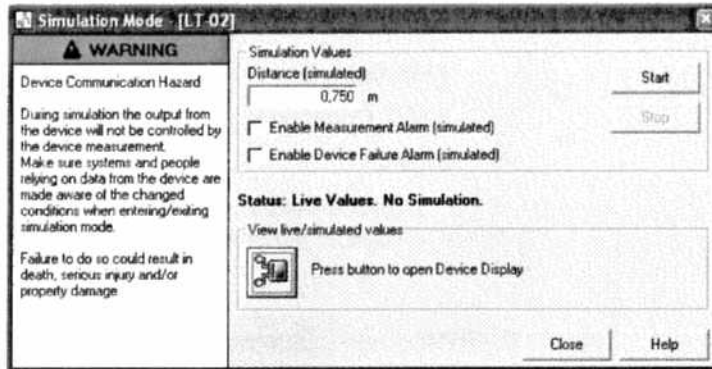 Simulation Mode - [LT-02]
WARNING
Device Communication Hazard
During simulation the output from
the device will not be controlled by
the device measurement.
Make sure systems and people
relying on data from the device are
made aware of the changed
conditions when entering/exiting
simulation mode.
Failure to do so could result in
death, serious injury and/or
property damage
Simulation Values
Distance (simulated)
0,750 m
Enable Measurement Alarm (simulated)
Enable Device Failure Alarm (simulated)
Start
Stop
Status: Live Values. No Simulation.
View live/simulated values
Press button to open Device Display
Close
Help